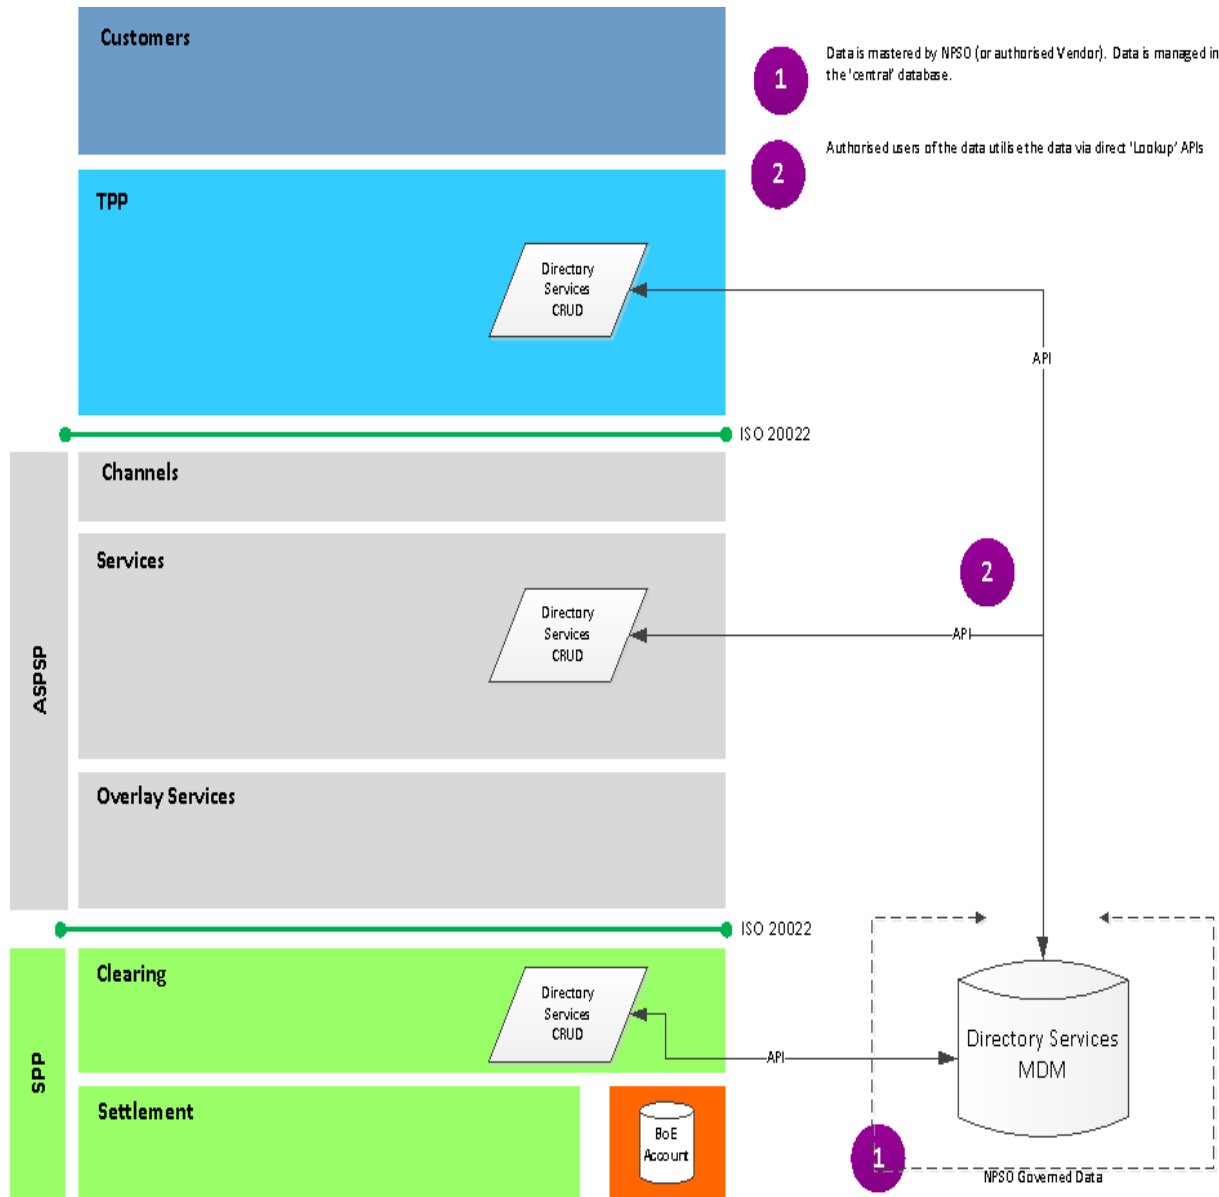 Customers
1
Data is mastered by NPSO (or authorised Vendor). Data is managed in
the 'central' database.
2
Authorised users of the data utilise the data via direct 'Lookup' APIs
TPP
Directory
Services
CRUD
API
ISO 20022
Channels
Services
Directory
Services
CRUD
2
API
ASPSP
Overlay Services
ISO 20022
Clearing
Directory
Services
CRUD
API
Directory Services
MDM
SPP
Settlement
BoE
Account
1
NPSO Governed Data